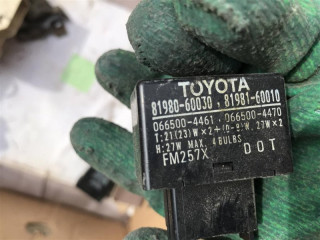 TOYOTA
81980-60030, 81981-60010
066500-4461, 066500-4470
T:21(23)W×2+(0-8)W, 27W×2
H:27W MAX. 4BULBS
FM257X DOT